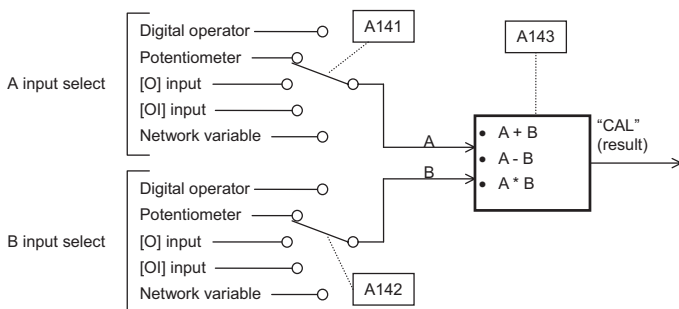 A input select
Digital operator
Potentiometer
[O] input
[OI] input
Network variable
A141
A143
A
B
• A + B
• A - B
• A * B
“CAL”
(result)
B input select
Digital operator
Potentiometer
[O] input
[OI] input
Network variable
A142